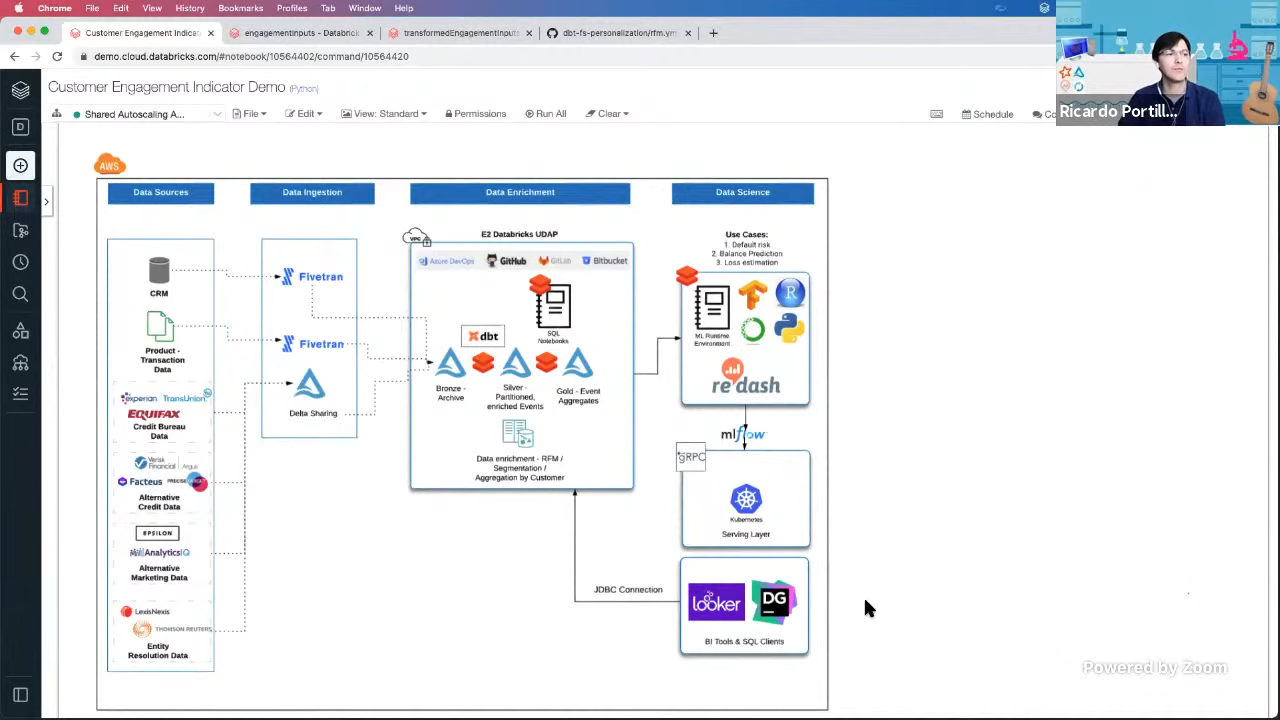 Chrome File Edit View History Bookmarks Profiles Tab Window Help
Customer Engagement Indicator
engagementInputs - Databrick
transformedEngagementInputs
dbt-fs-personalization/rfm.ym
demo.cloud.databricks.com/#notebook/10564402/command/10564420
Customer Engagement Indicator Demo (Python)
Shared Autoscaling A...
File
Edit
View: Standard
Permissions
Run All
Clear
Schedule
Co
Ricardo Portill...
D
AWS
Data Sources
Data Ingestion
Data Enrichment
Data Science
CRM
Product -
Transaction
Data
experian.
TransUnion
EQUIFAX
Credit Bureau
Data
Verisk
Financial
Argus
Facteus
Alternative
Credit Data
EPSILON
AnalyticsIQ
Alternative
Marketing Data
LexisNexis
THOMSON REUTERS
Entity
Resolution Data
Fivetran
Fivetran
Delta Sharing
VPC
E2 Databricks UDAP
Azure DevOps
GitHub
GitLab
Bitbucket
SQL
Notebooks
dbt
Bronze -
Archive
Silver -
Partitioned,
enriched Events
Gold - Event
Aggregates
Data enrichment - RFM /
Segmentation /
Aggregation by Customer
Use Cases:
1. Default risk
2. Balance Prediction
3. Loss estimation
ML Runtime
Environment
R
redash
mlflow
gRPC
Kubernetes
Serving Layer
JDBC Connection
looker
DG
BI Tools & SQL Clients
Powered by Zoom